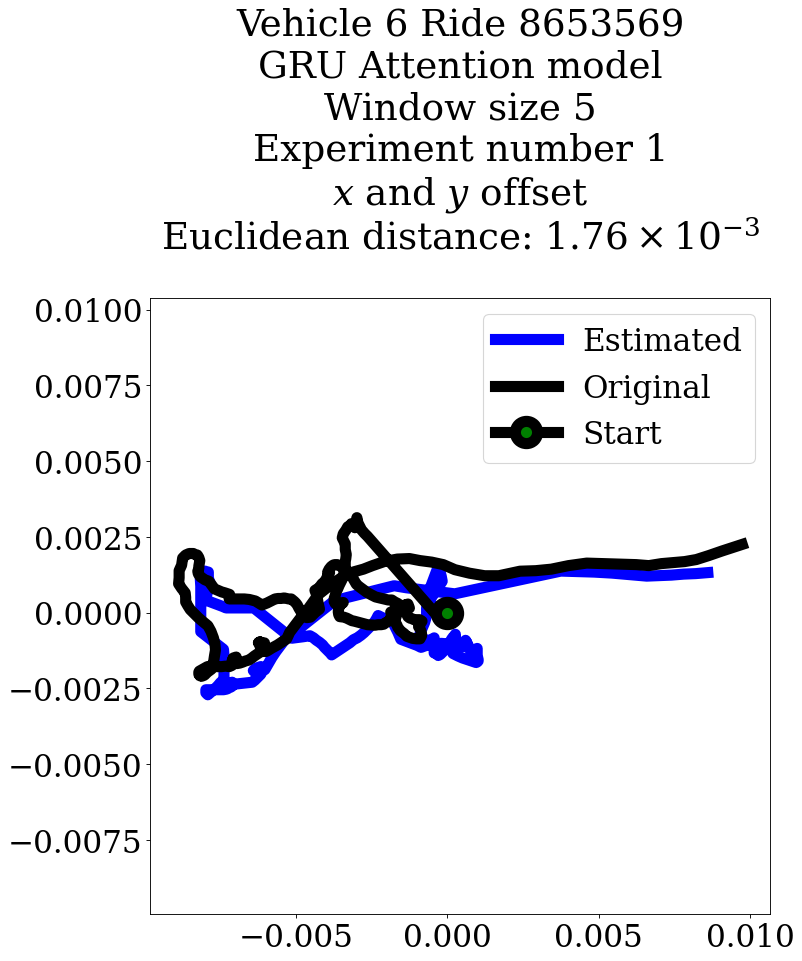 Vehicle 6 Ride 8653569
GRU Attention model
Window size 5
Experiment number 1
x and y offset
Euclidean distance: 1.76 × 10⁻³
0.0100
0.0075
0.0050
0.0025
0.0000
−0.0025
−0.0050
−0.0075
Estimated
Original
Start
−0.005 0.000 0.005 0.010